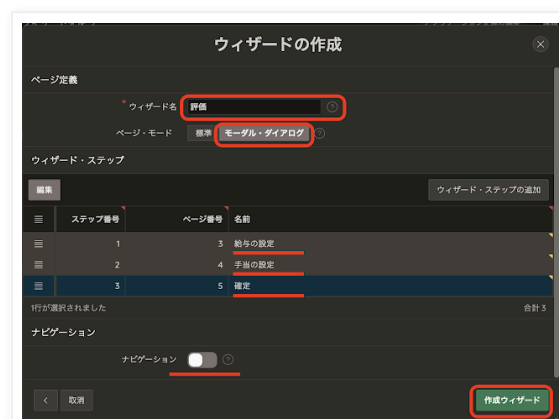 ウィザードの作成
ページ定義
* ウィザード名 評価
ページ・モード 標準 モーダル・ダイアログ
ウィザード・ステップ
編集 ウィザード・ステップの追加
ステップ番号 ページ番号 名前
1 3 給与の設定
2 4 手当の設定
3 5 確定
1行が選択されました 合計3
ナビゲーション
ナビゲーション
取消 作成ウィザード